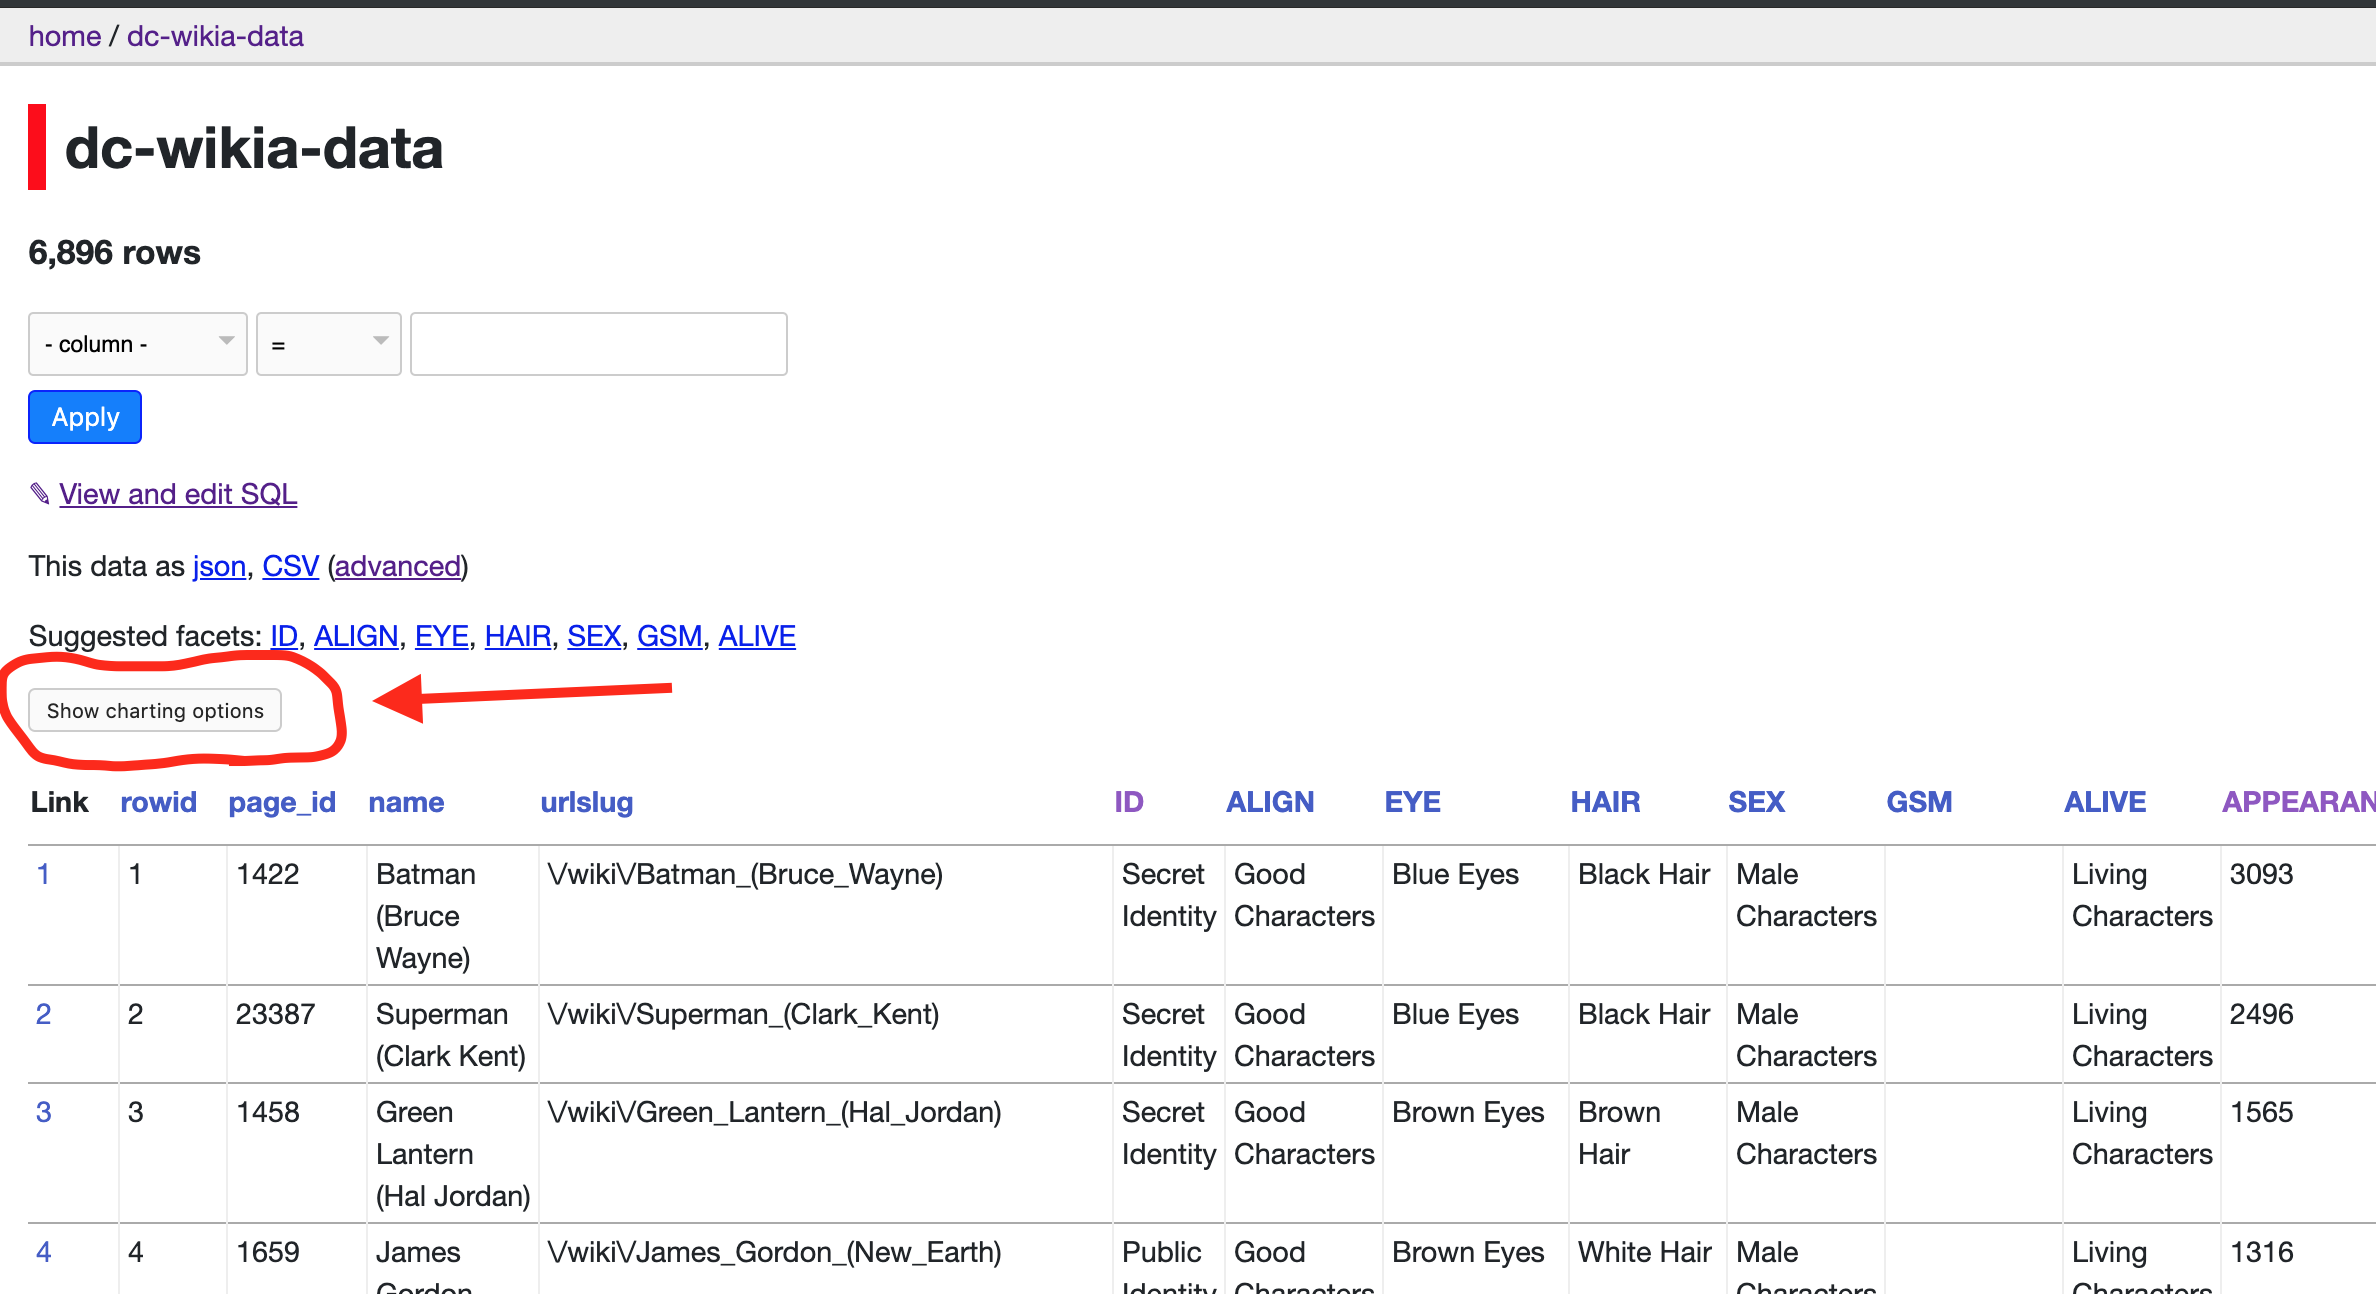 home / dc-wikia-data
dc-wikia-data
6,896 rows
- column - =
Apply
✎ View and edit SQL
This data as json, CSV (advanced)
Suggested facets: ID, ALIGN, EYE, HAIR, SEX, GSM, ALIVE
Show charting options
Link rowid page_id name urlslug ID ALIGN EYE HAIR SEX GSM ALIVE APPEARAN
1 1 1422 Batman \/wiki\/Batman_(Bruce_Wayne) Secret Good Blue Eyes Black Hair Male Living 3093
(Bruce Identity Characters Characters Characters
Wayne)
2 2 23387 Superman \/wiki\/Superman_(Clark_Kent) Secret Good Blue Eyes Black Hair Male Living 2496
(Clark Kent) Identity Characters Characters Characters
3 3 1458 Green \/wiki\/Green_Lantern_(Hal_Jordan) Secret Good Brown Eyes Brown Male Living 1565
Lantern Identity Characters Hair Characters Characters
(Hal Jordan)
4 4 1659 James \/wiki\/James_Gordon_(New_Earth) Public Good Brown Eyes White Hair Male Living 1316
Gordon Identity Characters Characters Characters